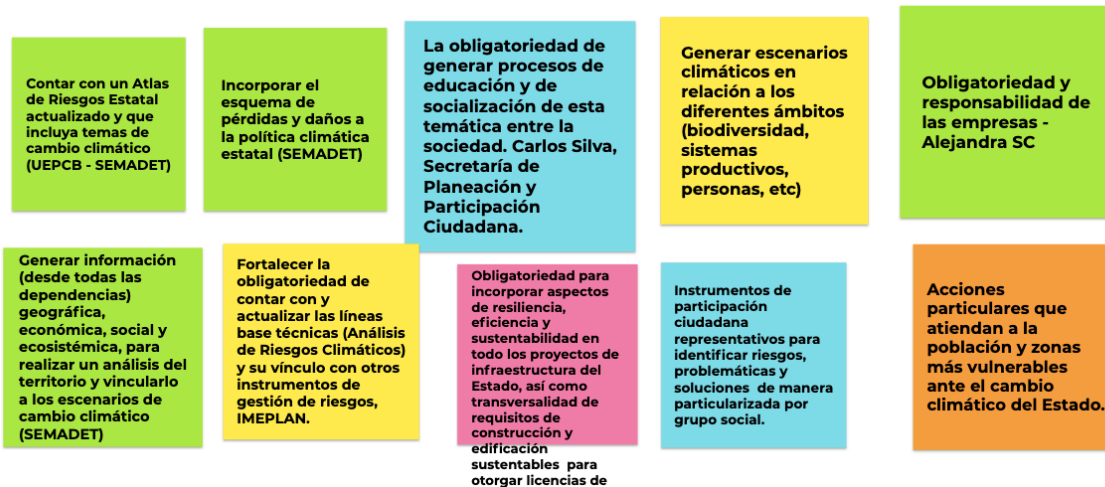 Contar con un Atlas
de Riesgos Estatal
actualizado y que
incluya temas de
cambio climático
(UEPCB - SEMADET)
Incorporar el
esquema de
pérdidas y daños a
la política climática
estatal (SEMADET)
La obligatoriedad de
generar procesos de
educación y de
socialización de esta
temática entre la
sociedad. Carlos Silva,
Secretaría de
Planeación y
Participación
Ciudadana.
Generar escenarios
climáticos en
relación a los
diferentes ámbitos
(biodiversidad,
sistemas
productivos,
personas, etc)
Obligatoriedad y
responsabilidad de
las empresas -
Alejandra SC
Generar información
(desde todas las
dependencias)
geográfica,
económica, social y
ecosistémica, para
realizar un análisis del
territorio y vincularlo
a los escenarios de
cambio climático
(SEMADET)
Fortalecer la
obligatoriedad de
contar con y
actualizar las líneas
base técnicas (Análisis
de Riesgos Climáticos)
y su vínculo con otros
instrumentos de
gestión de riesgos,
IMEPLAN.
Obligatoriedad para
incorporar aspectos
de resiliencia,
eficiencia y
sustentabilidad en
todo los proyectos de
infraestructura del
Estado, así como
transversalidad de
requisitos de
construcción y
edificación
sustentables para
otorgar licencias de
Instrumentos de
participación
ciudadana
representativos para
identificar riesgos,
problemáticas y
soluciones de manera
particularizada por
grupo social.
Acciones
particulares que
atiendan a la
población y zonas
más vulnerables
ante el cambio
climático del Estado.